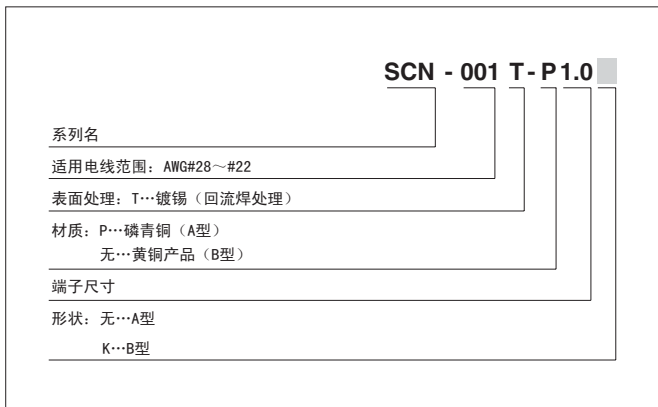 SCN - 001 T - P 1.0
系列名
适用电线范围：AWG#28～#22
表面处理：T…镀锡（回流焊处理）
材质：P…磷青铜（A型）
无…黄铜产品（B型）
端子尺寸
形状：无…A型
K…B型